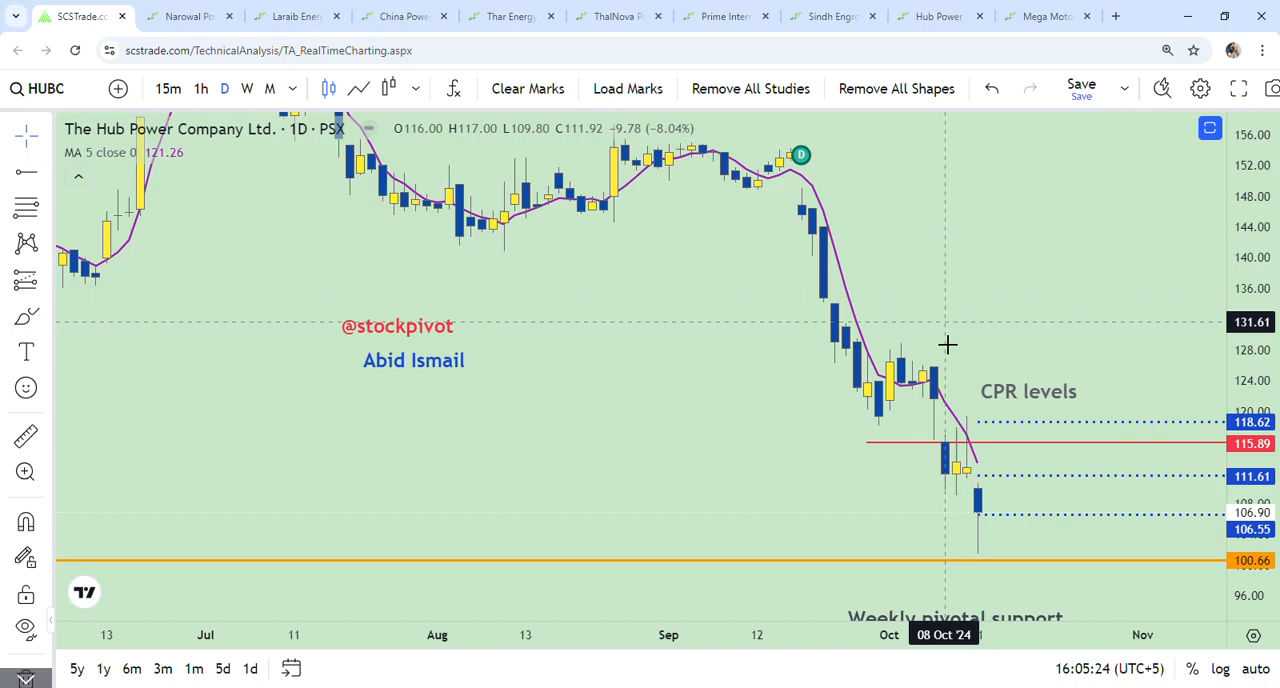 SCSTrade.co
Narowal Po
Laraib Ener
China Powe
Thar Energy
ThalNova P
Prime Inter
Sindh Engr
Hub Power
Mega Moto
scstrade.com/TechnicalAnalysis/TA_RealTimeCharting.aspx
HUBC
15m 1h D W M
Clear Marks
Load Marks
Remove All Studies
Remove All Shapes
Save
Save
The Hub Power Company Ltd. · 1D · PSX
O116.00 H117.00 L109.80 C111.92 −9.78 (−8.04%)
MA 5 close 0 121.26
D
@stockpivot
Abid Ismail
CPR levels
Weekly pivotal support
156.00
152.00
148.00
144.00
140.00
136.00
131.61
128.00
124.00
120.00
118.62
115.89
111.61
108.00
106.90
106.55
100.66
96.00
13
Jul
11
Aug
13
Sep
12
Oct
08 Oct '24
Nov
5y 1y 6m 3m 1m 5d 1d
16:05:24 (UTC+5)
% log auto